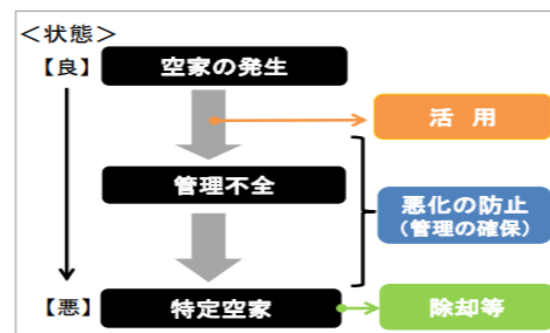 ＜状態＞
【良】
空家の発生
活　用
管理不全
悪化の防止
（管理の確保）
【悪】
特定空家
除却等